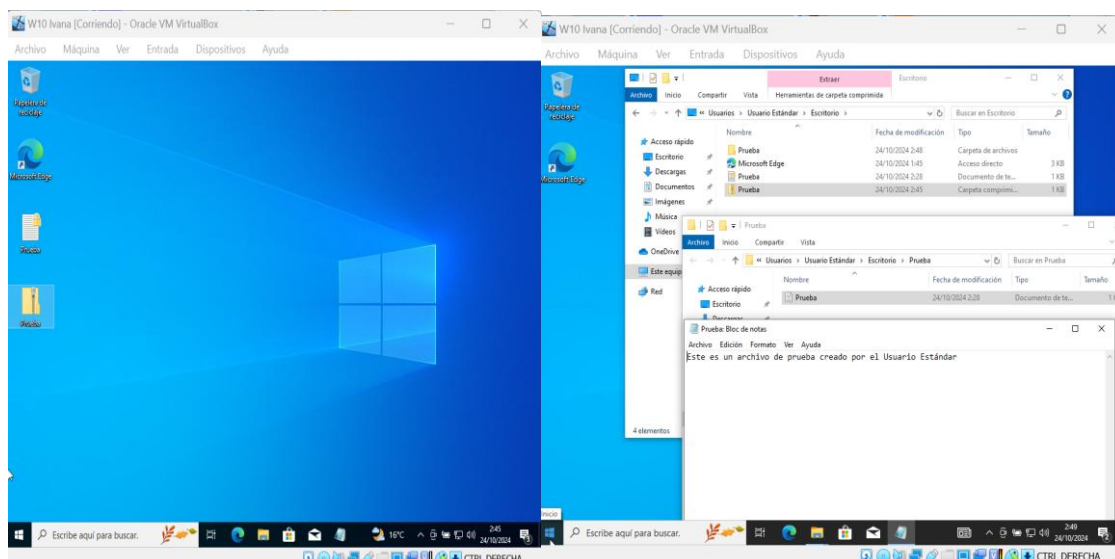 W10 Ivana [Corriendo] - Oracle VM VirtualBox
Archivo Máquina Ver Entrada Dispositivos Ayuda
Papelera de
reciclaje
Microsoft Edge
Prueba
Prueba
Escribe aquí para buscar.
16°C
2:45
24/10/2024
CTRL DERECHA
W10 Ivana [Corriendo] - Oracle VM VirtualBox
Archivo Máquina Ver Entrada Dispositivos Ayuda
Papelera de
reciclaje
Microsoft Edge
Extraer Escritorio
Archivo Inicio Compartir Vista Herramientas de carpeta comprimida
« Usuarios > Usuario Estándar > Escritorio > Buscar en Escritorio
Nombre Fecha de modificación Tipo Tamaño
Acceso rápido
Escritorio
Descargas
Documentos
Imágenes
Música
Vídeos
OneDrive
Este equip
Red
Prueba 24/10/2024 2:48 Carpeta de archivos
Microsoft Edge 24/10/2024 1:45 Acceso directo 3 KB
Prueba 24/10/2024 2:28 Documento de te... 1 KB
Prueba 24/10/2024 2:45 Carpeta comprimi... 1 KB
4 elementos
Prueba
Archivo Inicio Compartir Vista
« Usuarios > Usuario Estándar > Escritorio > Prueba Buscar en Prueba
Nombre Fecha de modificación Tipo Tamaño
Acceso rápido
Escritorio
Descargas
Prueba 24/10/2024 2:28 Documento de te... 1
Prueba: Bloc de notas
Archivo Edición Formato Ver Ayuda
Este es un archivo de prueba creado por el Usuario Estándar
Inicio
Escribe aquí para buscar.
2:49
24/10/2024
CTRL DERECHA